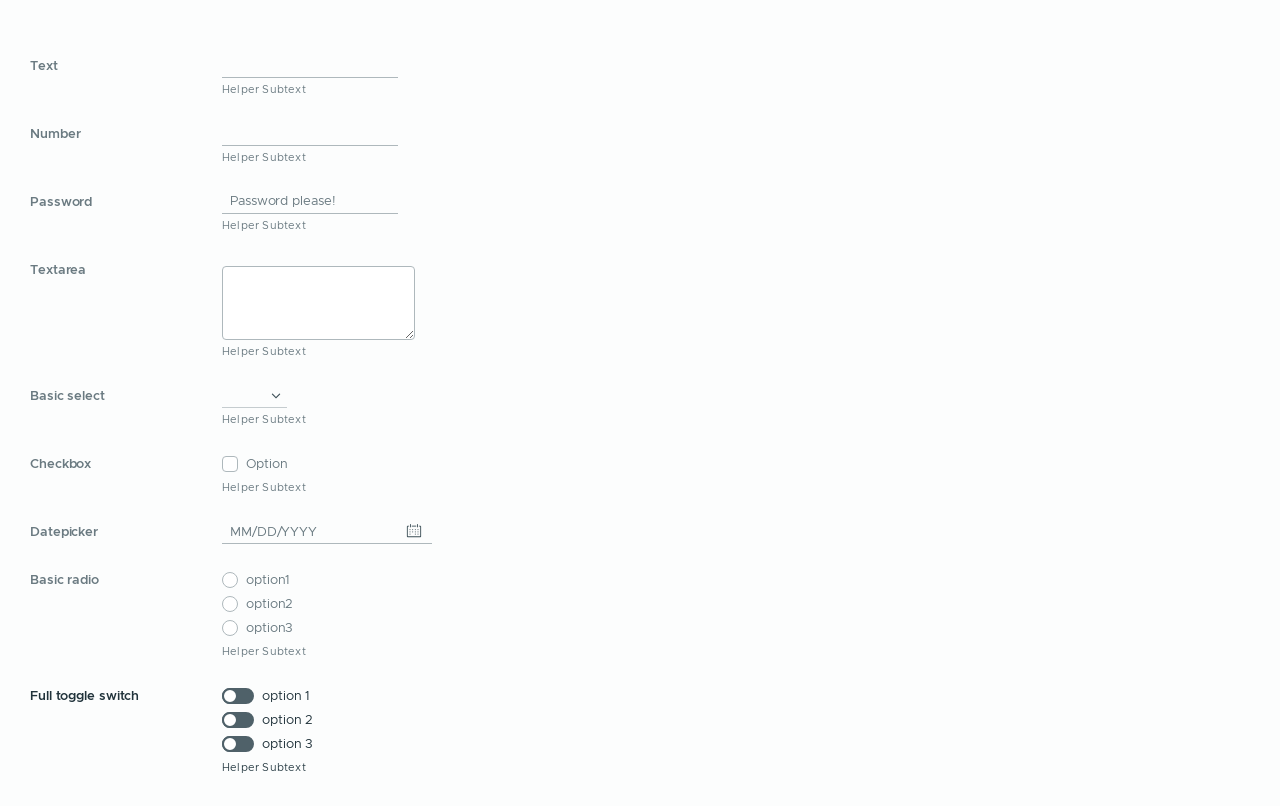 Text
Helper Subtext
Number
Helper Subtext
Password Password please!
Helper Subtext
Textarea
Helper Subtext
Basic select
Helper Subtext
Checkbox Option
Helper Subtext
Datepicker MM/DD/YYYY
Basic radio option1
option2
option3
Helper Subtext
Full toggle switch option 1
option 2
option 3
Helper Subtext